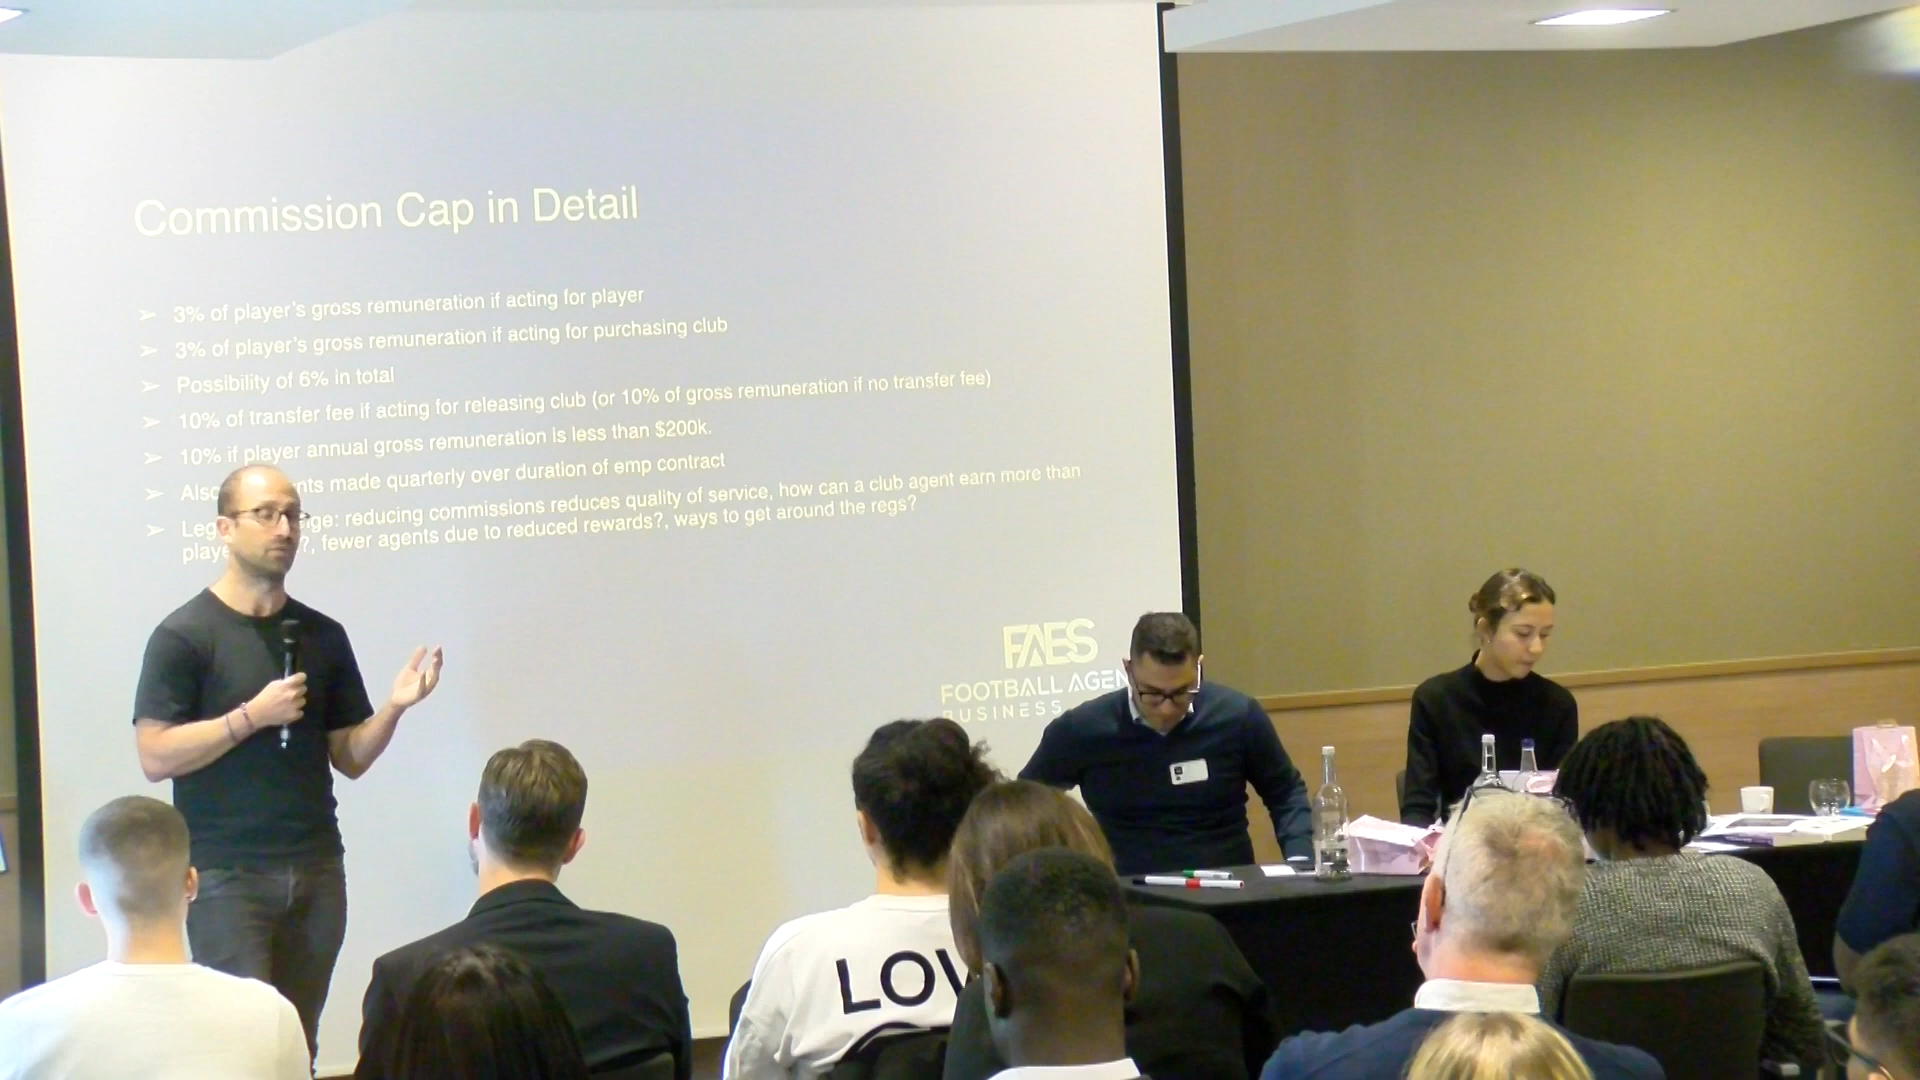 Commission Cap in Detail
➢ 3% of player's gross remuneration if acting for player
➢ 3% of player's gross remuneration if acting for purchasing club
➢ Possibility of 6% in total
➢ 10% of transfer fee if acting for releasing club (or 10% of gross remuneration if no transfer fee)
➢ 10% if player annual gross remuneration is less than $200k.
➢ Also made quarterly over duration of emp contract
➢ reducing commissions reduces quality of service, how can a club agent earn more than
fewer agents due to reduced rewards?, ways to get around the regs?
FAES
FOOTBALL AGEN
BUSINESS
LOV